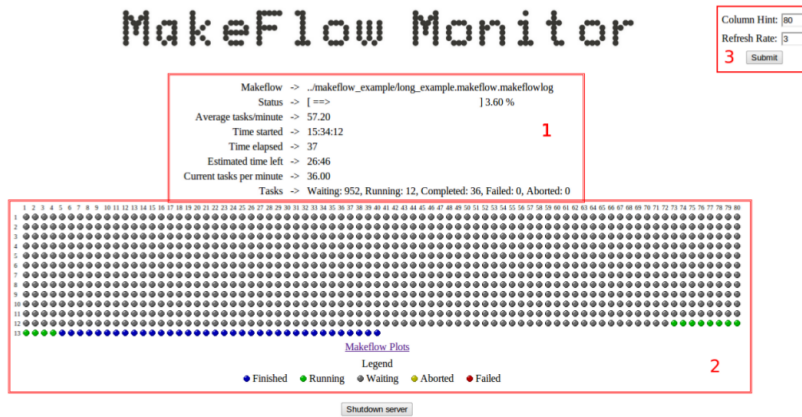 MakeFlow Monitor
Column Hint: 80
Refresh Rate: 3
3 Submit
Makeflow -> ../makeflow_example/long_example.makeflow.makeflowlog
Status -> [ ==> ] 3.60 %
Average tasks/minute -> 57.20
1
Time started -> 15:34:12
Time elapsed -> 37
Estimated time left -> 26:46
Current tasks per minute -> 36.00
Tasks -> Waiting: 952, Running: 12, Completed: 36, Failed: 0, Aborted: 0
1 2 3 4 5 6 7 8 9 10 11 12 13 14 15 16 17 18 19 20 21 22 23 24 25 26 27 28 29 30 31 32 33 34 35 36 37 38 39 40 41 42 43 44 45 46 47 48 49 50 51 52 53 54 55 56 57 58 59 60 61 62 63 64 65 66 67 68 69 70 71 72 73 74 75 76 77 78 79 80
1
2
3
4
5
6
7
8
9
10
11
12
13
Makeflow Plots
Legend
2
Finished Running Waiting Aborted Failed
Shutdown server